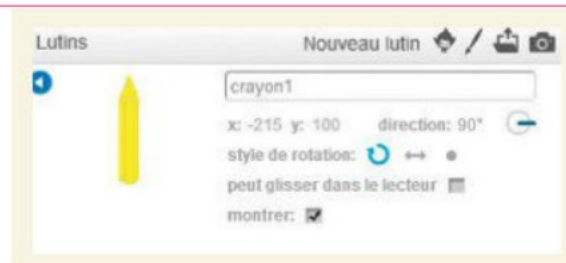 Lutins Nouveau lutin
crayon1
x: -215 y: 100 direction: 90°
style de rotation:
peut glisser dans le lecteur
montrer: